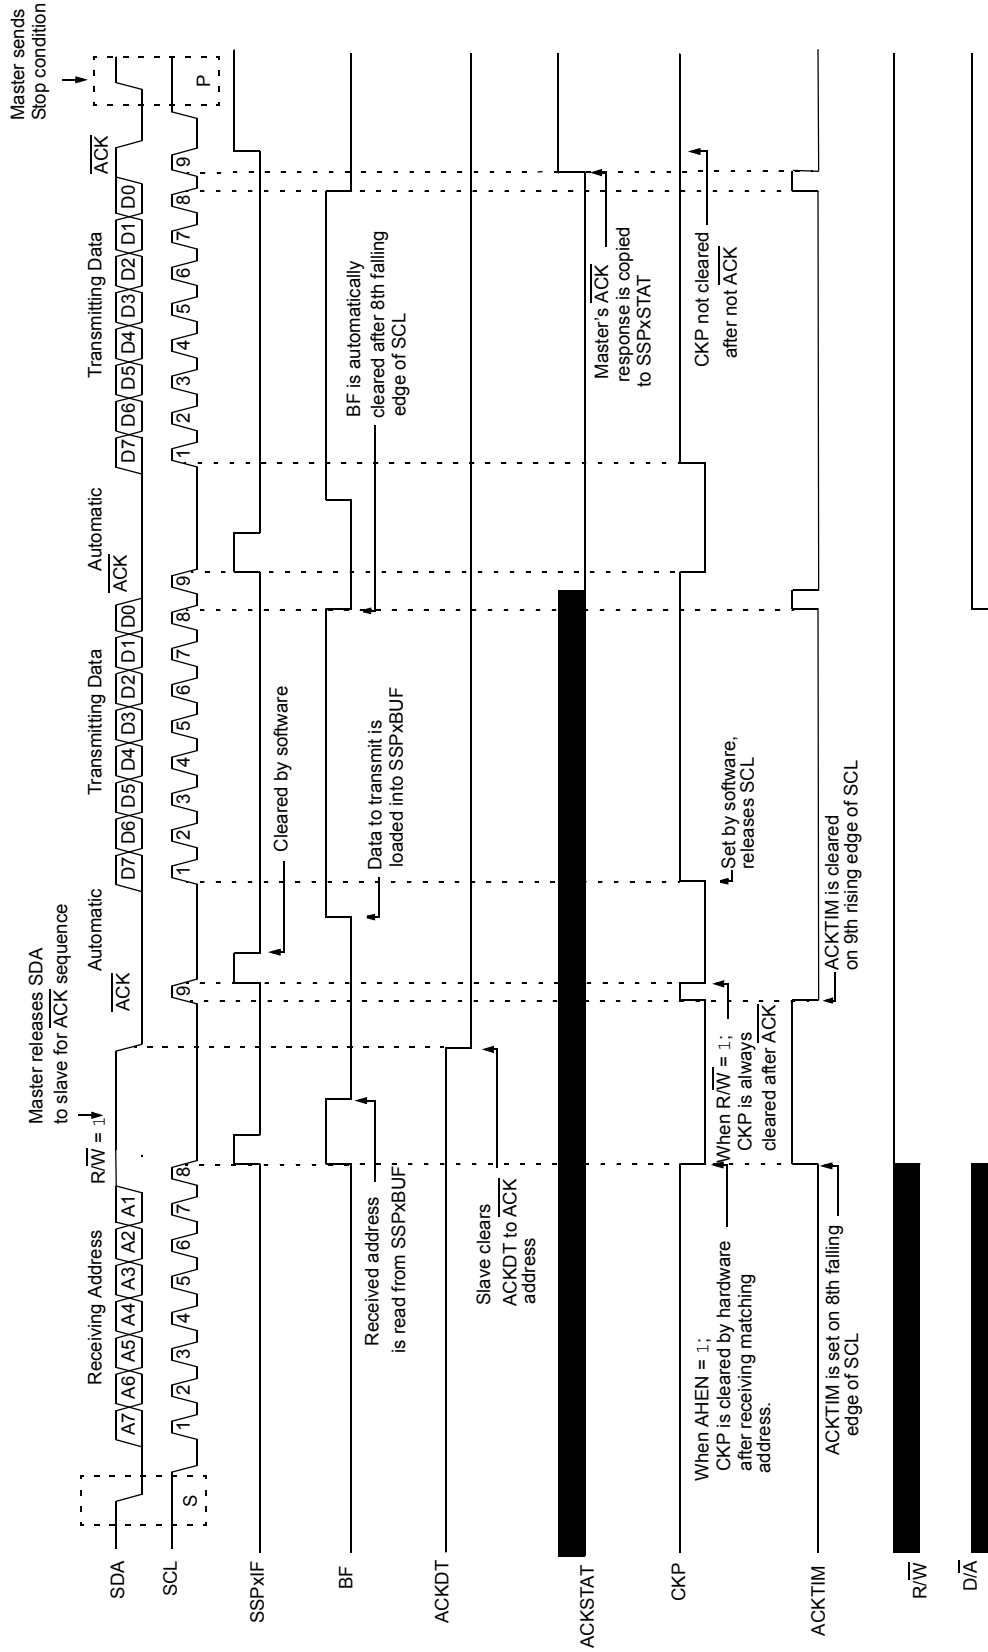 Master releases SDA
to slave for ACK sequence
Master sends
Stop condition
Receiving Address
R/W = 1
Automatic
Transmitting Data
Automatic
Transmitting Data
ACK
ACK
ACK
SDA
A7 A6 A5 A4 A3 A2 A1
D7 D6 D5 D4 D3 D2 D1 D0
D7 D6 D5 D4 D3 D2 D1 D0
SCL
S
1 2 3 4 5 6 7 8 9
1 2 3 4 5 6 7 8 9
1 2 3 4 5 6 7 8 9
P
SSPxIF
Cleared by software
BF
Received address
is read from SSPxBUF
Data to transmit is
loaded into SSPxBUF
BF is automatically
cleared after 8th falling
edge of SCL
ACKDT
Slave clears
ACKDT to ACK
address
ACKSTAT
Master's ACK
response is copied
to SSPxSTAT
CKP
When AHEN = 1;
CKP is cleared by hardware
after receiving matching
address.
When R/W = 1;
CKP is always
cleared after ACK
Set by software,
releases SCL
CKP not cleared
after not ACK
ACKTIM
ACKTIM is set on 8th falling
edge of SCL
ACKTIM is cleared
on 9th rising edge of SCL
R/W
D/A